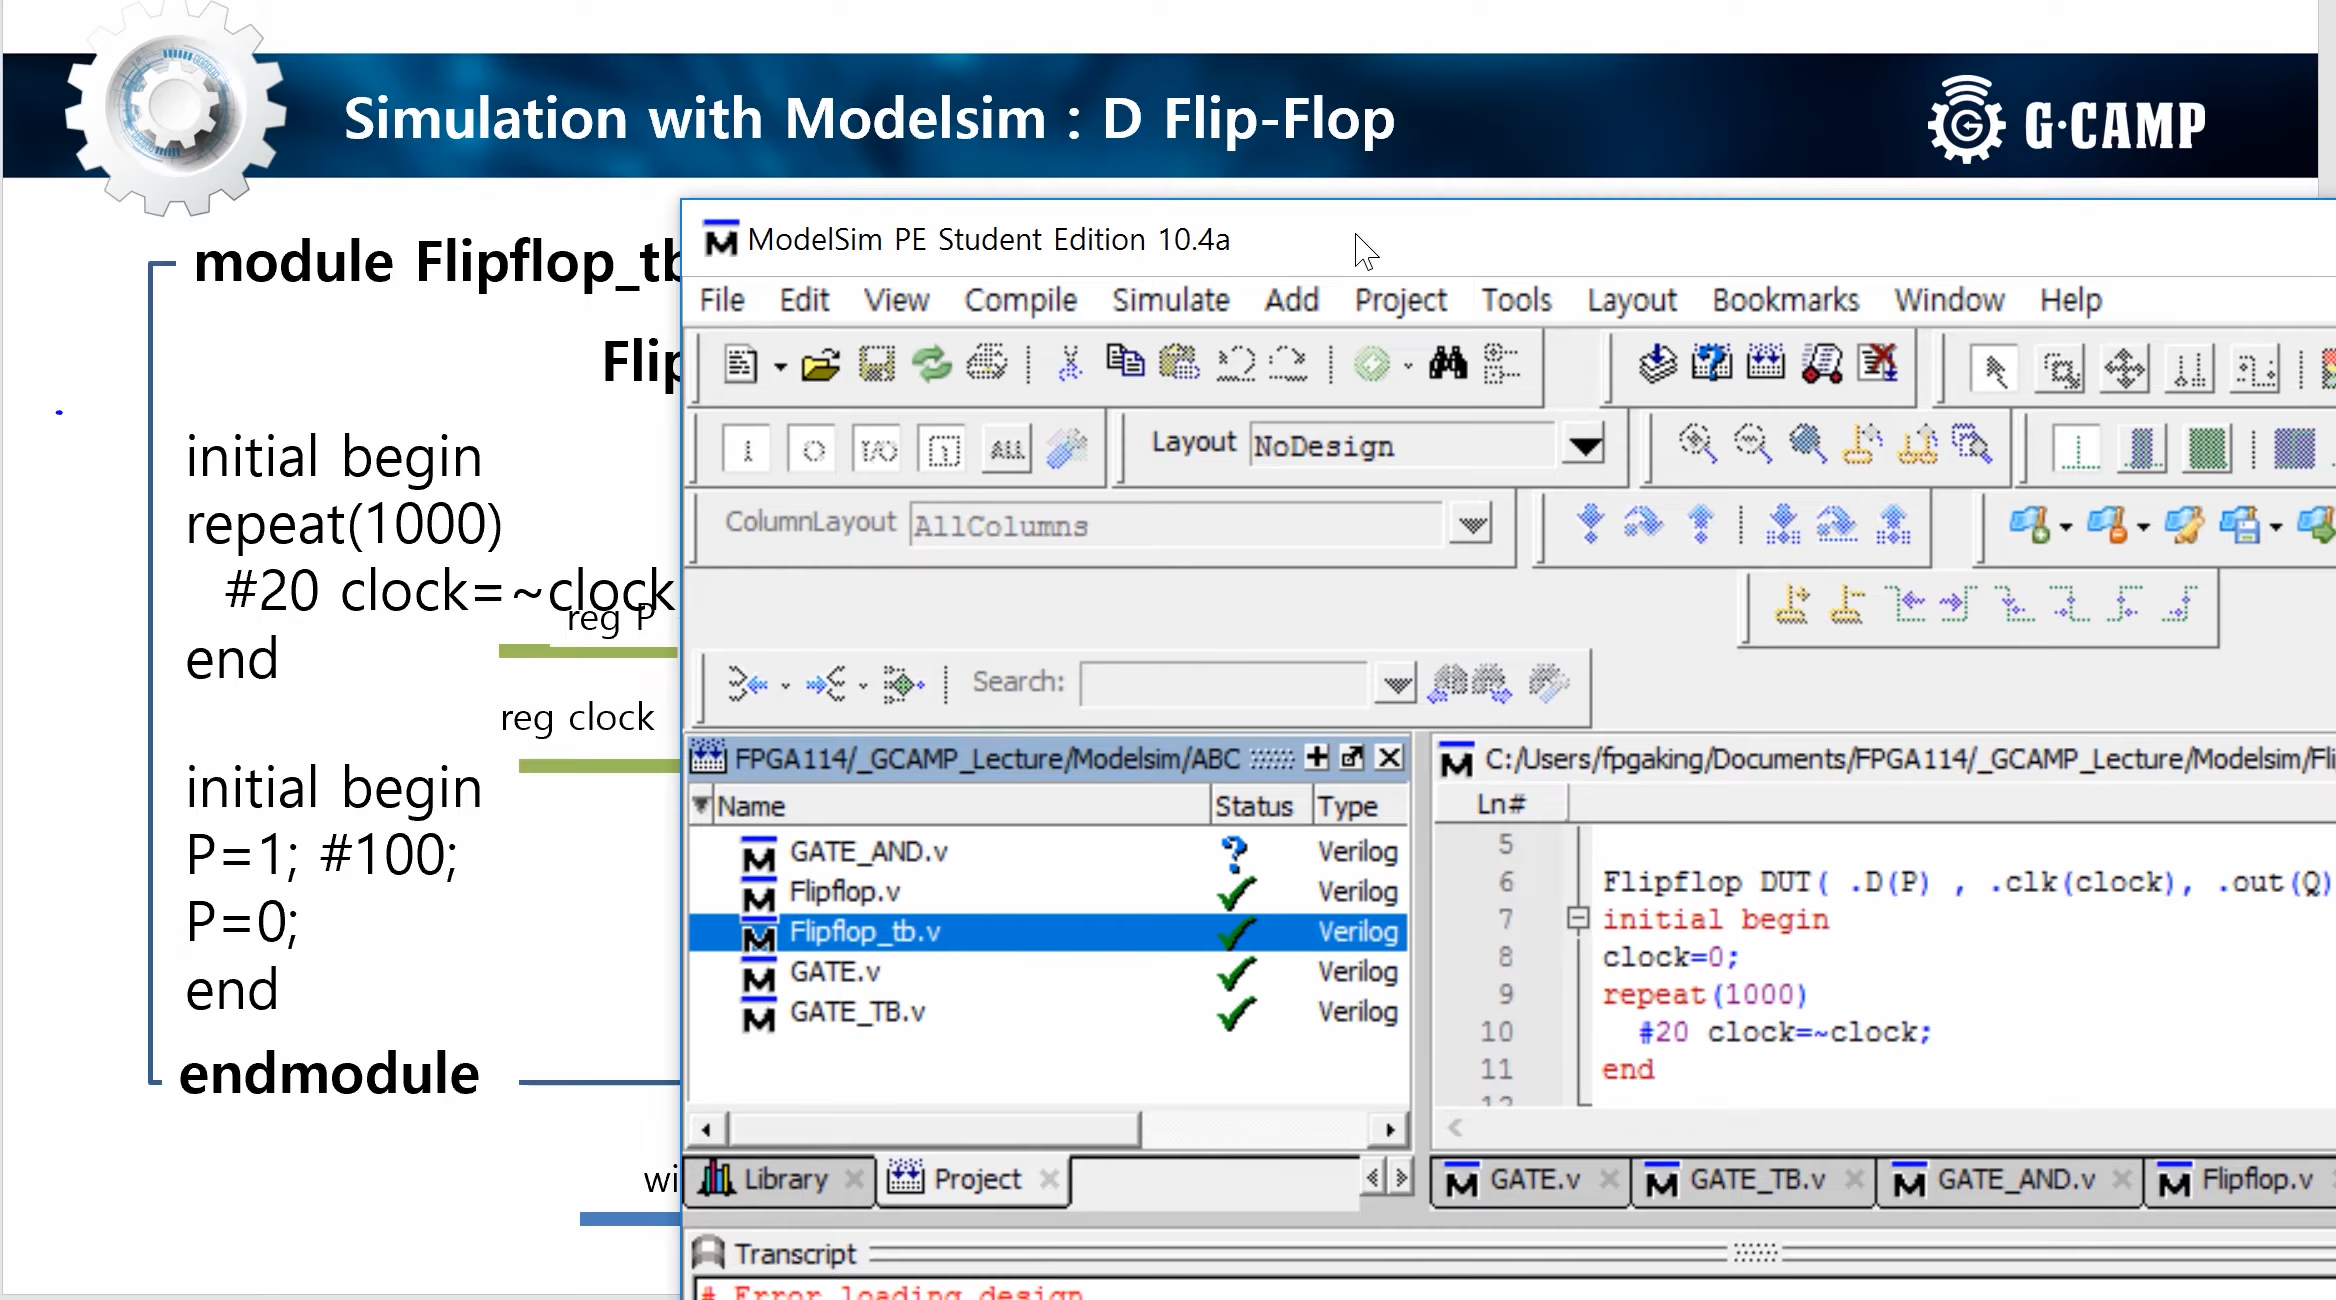 Simulation with Modelsim : D Flip-Flop
G·CAMP
module Flipflop_tb
Flip
initial begin
repeat(1000)
#20 clock=~clock
end
reg P
reg clock
initial begin
P=1; #100;
P=0;
end
endmodule
wi
ModelSim PE Student Edition 10.4a
File Edit View Compile Simulate Add Project Tools Layout Bookmarks Window Help
ALL
Layout NoDesign
ColumnLayout AllColumns
Search:
FPGA114/_GCAMP_Lecture/Modelsim/ABC
Name Status Type
GATE_AND.v ? Verilog
Flipflop.v Verilog
Flipflop_tb.v Verilog
GATE.v Verilog
GATE_TB.v Verilog
Library Project
C:/Users/fpgaking/Documents/FPGA114/_GCAMP_Lecture/Modelsim/Fli
Ln#
5
6 Flipflop DUT( .D(P) , .clk(clock), .out(Q)
7 initial begin
8 clock=0;
9 repeat(1000)
10 #20 clock=~clock;
11 end
12
GATE.v GATE_TB.v GATE_AND.v Flipflop.v
Transcript
# Error loading design